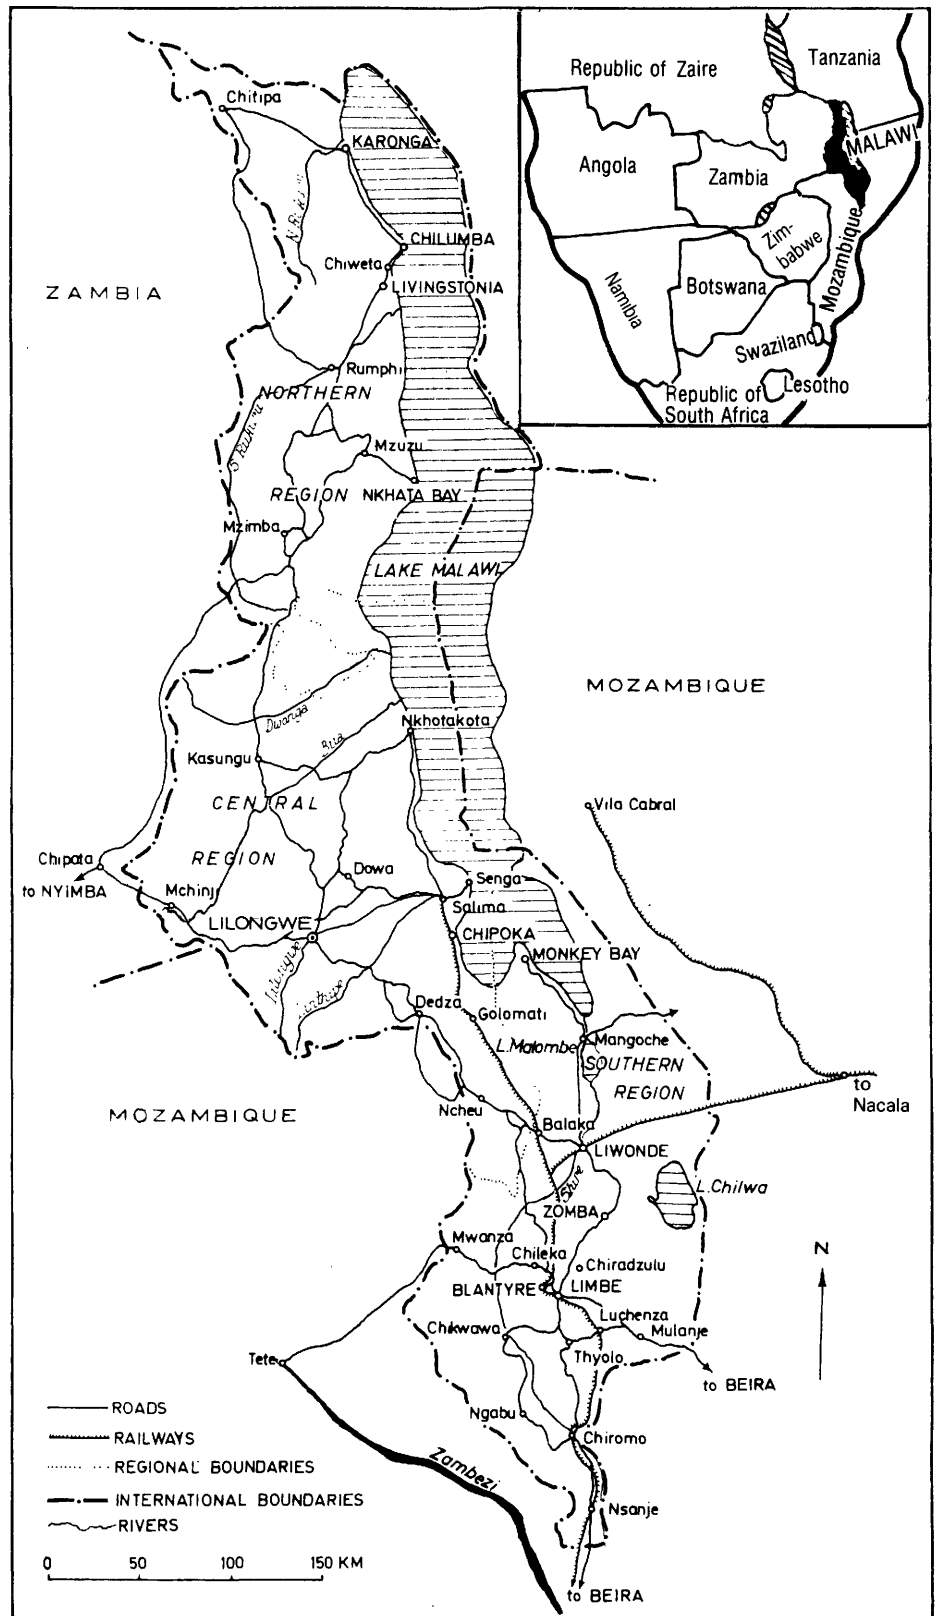 Republic of Zaire
Tanzania
Angola
Zambia
MALAWI
Zim-
babwe
Mozambique
Namibia
Botswana
Swaziland
Lesotho
Republic of
South Africa
Chitipa
KARONGA
CHILUMBA
Chiweta
LIVINGSTONIA
ZAMBIA
Rumphi
NORTHERN
S Rukuru
Mzuzu
REGION
NKHATA BAY
Mzimba
LAKE MALAWI
MOZAMBIQUE
Dwanga
Nkhotakota
Bua
Kasungu
CENTRAL
Vila Cabral
REGION
Chipata
Dowa
Senga
to NYIMBA
Mchinji
Salima
LILONGWE
CHIPOKA
MONKEY BAY
Lilongwe
Linthipe
Dedza
Golomati
L.Malombe
Mangoche
SOUTHERN
REGION
to
Nacala
MOZAMBIQUE
Ncheu
Balaka
LIWONDE
Shire
L.Chilwa
ZOMBA
Mwanza
Chileka
Chiradzulu
N
BLANTYRE
LIMBE
Luchenza
Chikwawa
Mulanje
Thyolo
Tete
to BEIRA
Ngabu
Chiromo
Zambezi
Nsanje
ROADS
RAILWAYS
REGIONAL BOUNDARIES
INTERNATIONAL BOUNDARIES
RIVERS
0 50 100 150 KM
to BEIRA